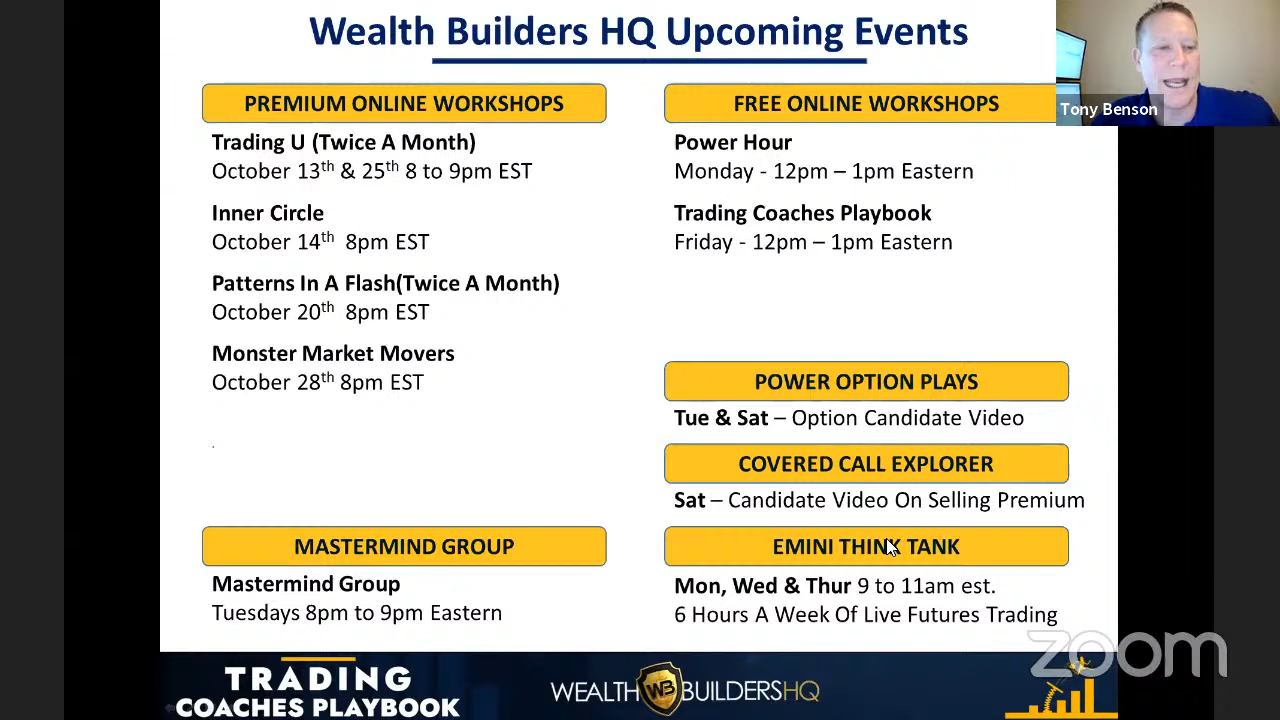 Wealth Builders HQ Upcoming Events
PREMIUM ONLINE WORKSHOPS
Trading U (Twice A Month)
October 13th & 25th 8 to 9pm EST
Inner Circle
October 14th 8pm EST
Patterns In A Flash(Twice A Month)
October 20th 8pm EST
Monster Market Movers
October 28th 8pm EST
.
MASTERMIND GROUP
Mastermind Group
Tuesdays 8pm to 9pm Eastern
FREE ONLINE WORKSHOPS
Power Hour
Monday - 12pm – 1pm Eastern
Trading Coaches Playbook
Friday - 12pm – 1pm Eastern
POWER OPTION PLAYS
Tue & Sat – Option Candidate Video
COVERED CALL EXPLORER
Sat – Candidate Video On Selling Premium
EMINI THINK TANK
Mon, Wed & Thur 9 to 11am est.
6 Hours A Week Of Live Futures Trading
Tony Benson
zoom
TRADING
COACHES PLAYBOOK
WEALTH WB BUILDERSHQ